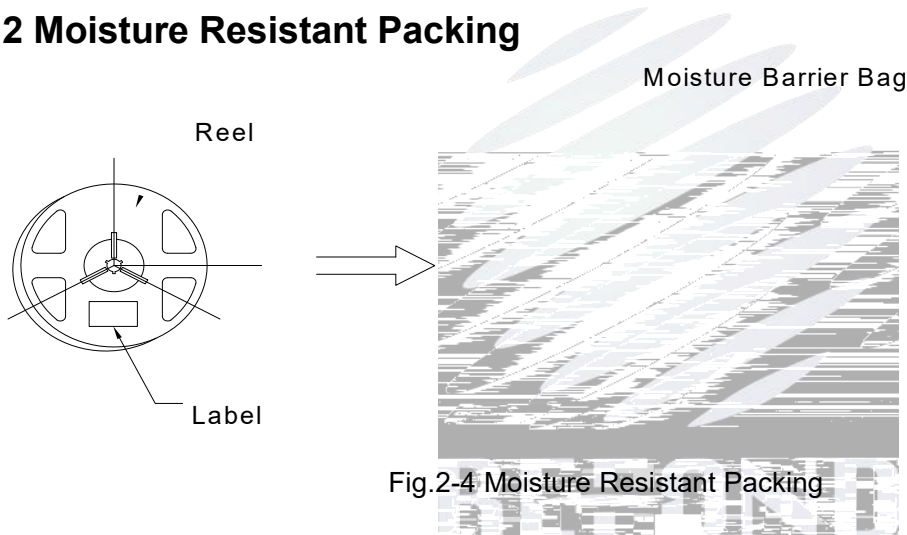 2 Moisture Resistant Packing
Moisture Barrier Bag
Reel
Label
Fig.2-4 Moisture Resistant Packing